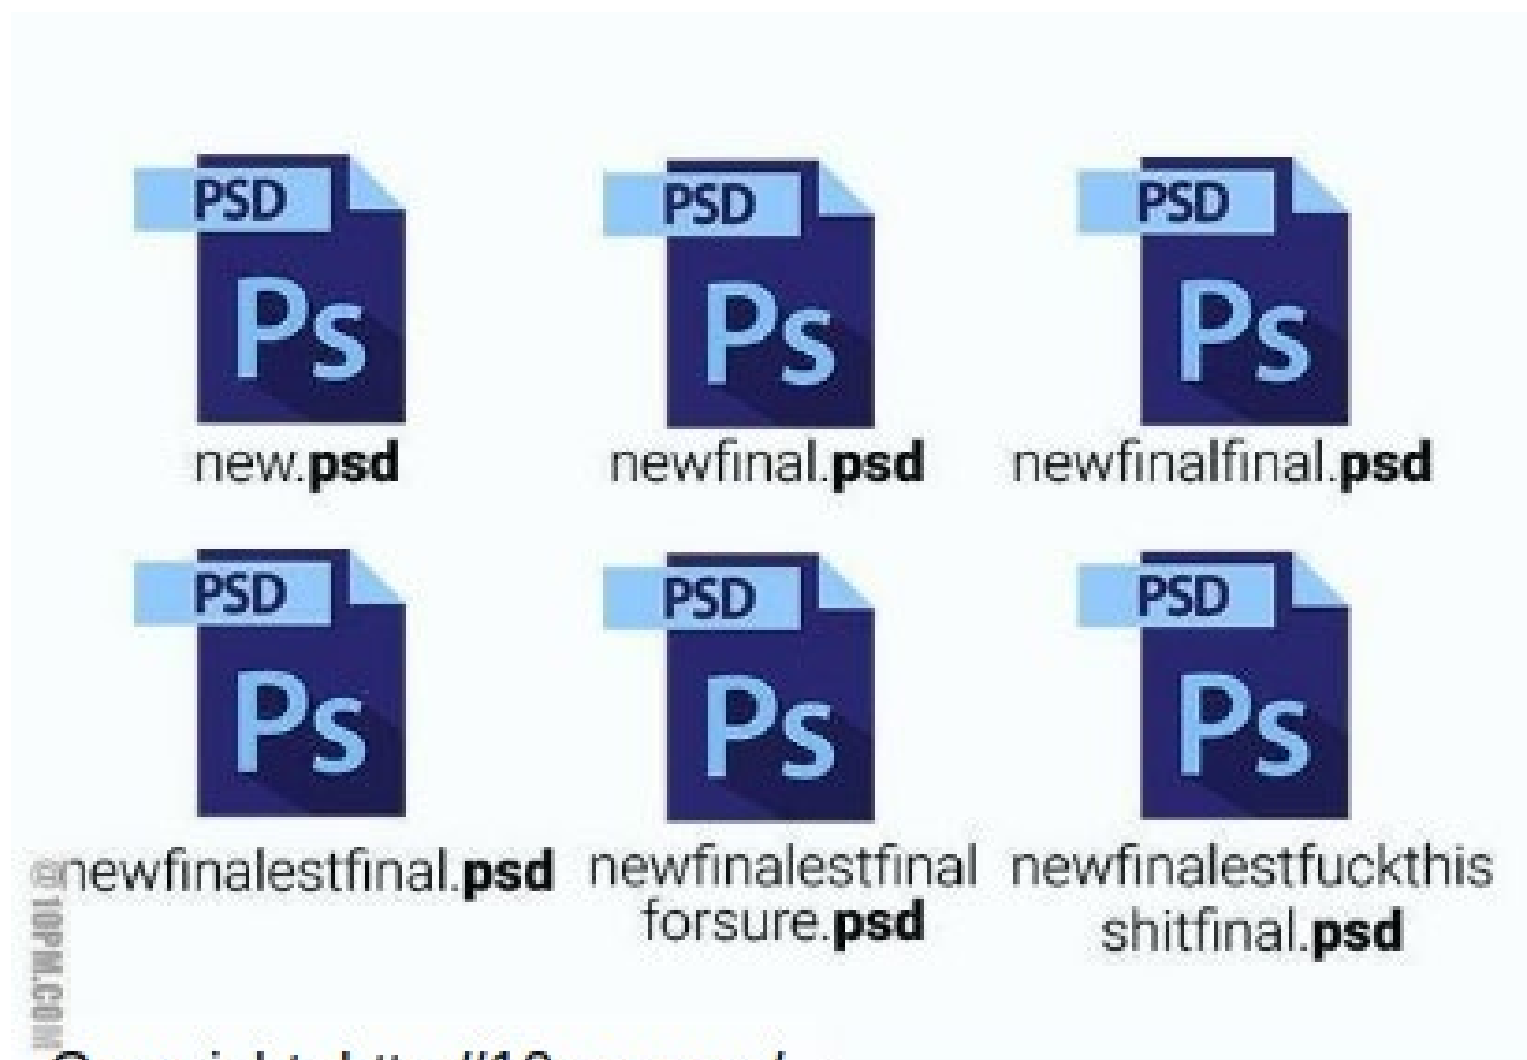 PSD
Ps
new.psd
PSD
Ps
newfinal.psd
PSD
Ps
newfinalfinal.psd
PSD
Ps
newfinalestfinal.psd
PSD
Ps
newfinalestfinal
forsure.psd
PSD
Ps
newfinalestfuckthis
shitfinal.psd
@10PM.COM